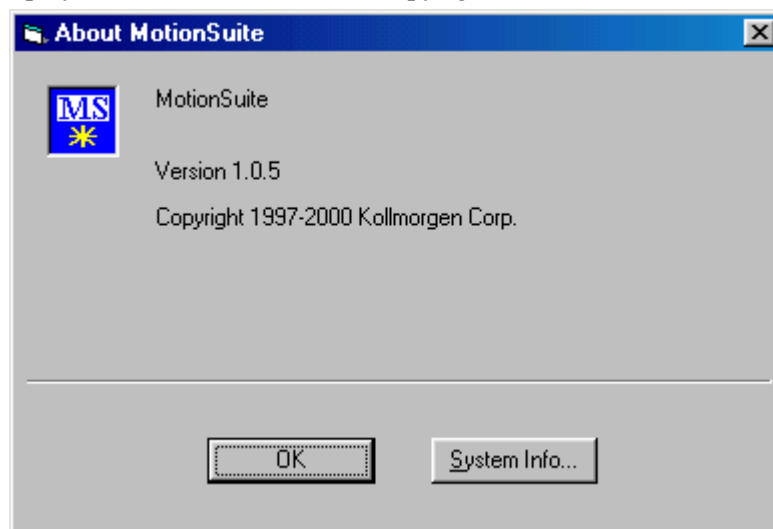 About MotionSuite
MS
MotionSuite
Version 1.0.5
Copyright 1997-2000 Kollmorgen Corp.
OK
System Info...